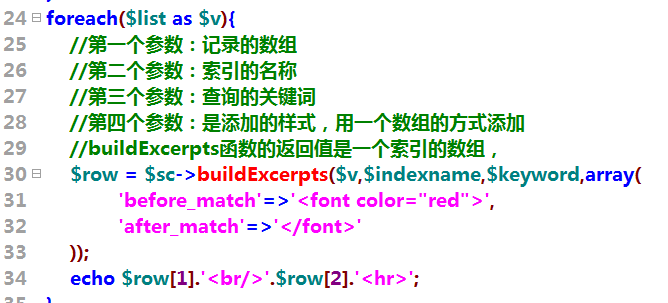 24 foreach($list as $v){
25 //第一个参数：记录的数组
26 //第二个参数：索引的名称
27 //第三个参数：查询的关键词
28 //第四个参数：是添加的样式，用一个数组的方式添加
29 //buildExcerpts函数的返回值是一个索引的数组，
30 $row = $sc->buildExcerpts($v,$indexname,$keyword,array(
31 'before_match'=>'<font color="red">',
32 'after_match'=>'</font>'
33 ));
34 echo $row[1].'<br/>'.$row[2].'<hr>';
35 }